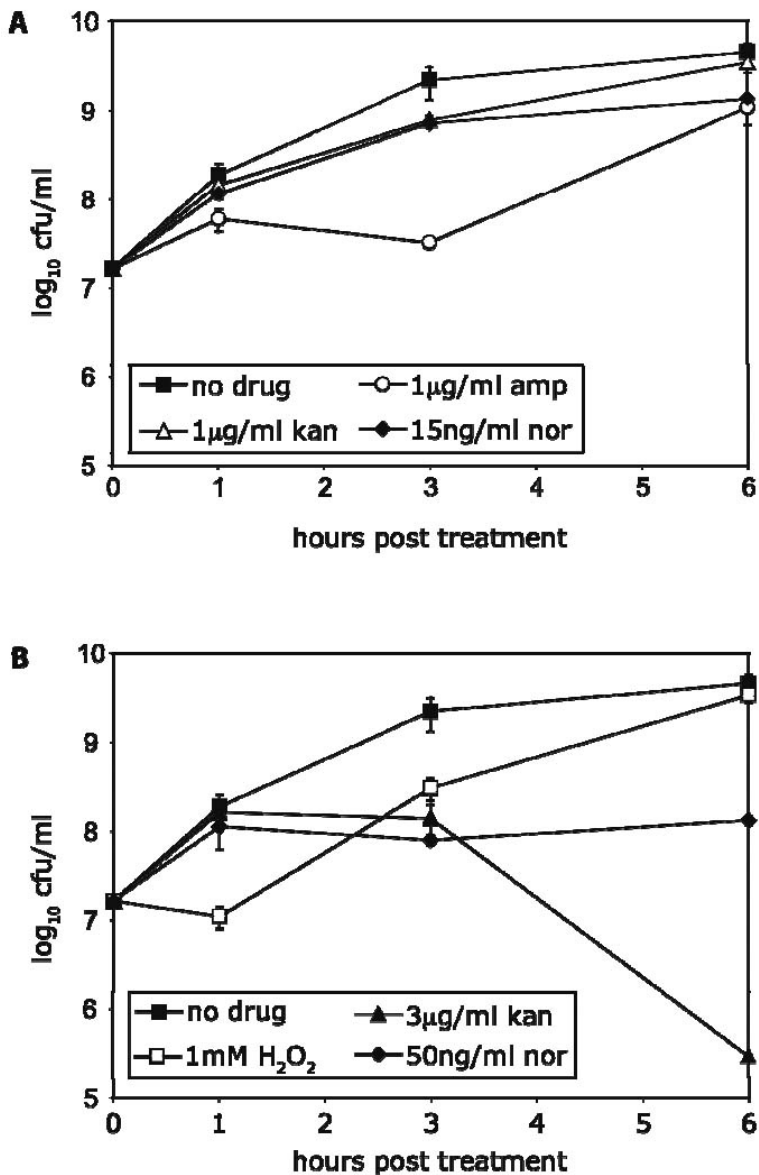 A
10
9
8
7
6
5
log₁₀ cfu/ml
no drug 1μg/ml amp
1μg/ml kan 15ng/ml nor
0 1 2 3 4 5 6
hours post treatment
B
10
9
8
7
6
5
log₁₀ cfu/ml
no drug 3μg/ml kan
1mM H₂O₂ 50ng/ml nor
0 1 2 3 4 5 6
hours post treatment